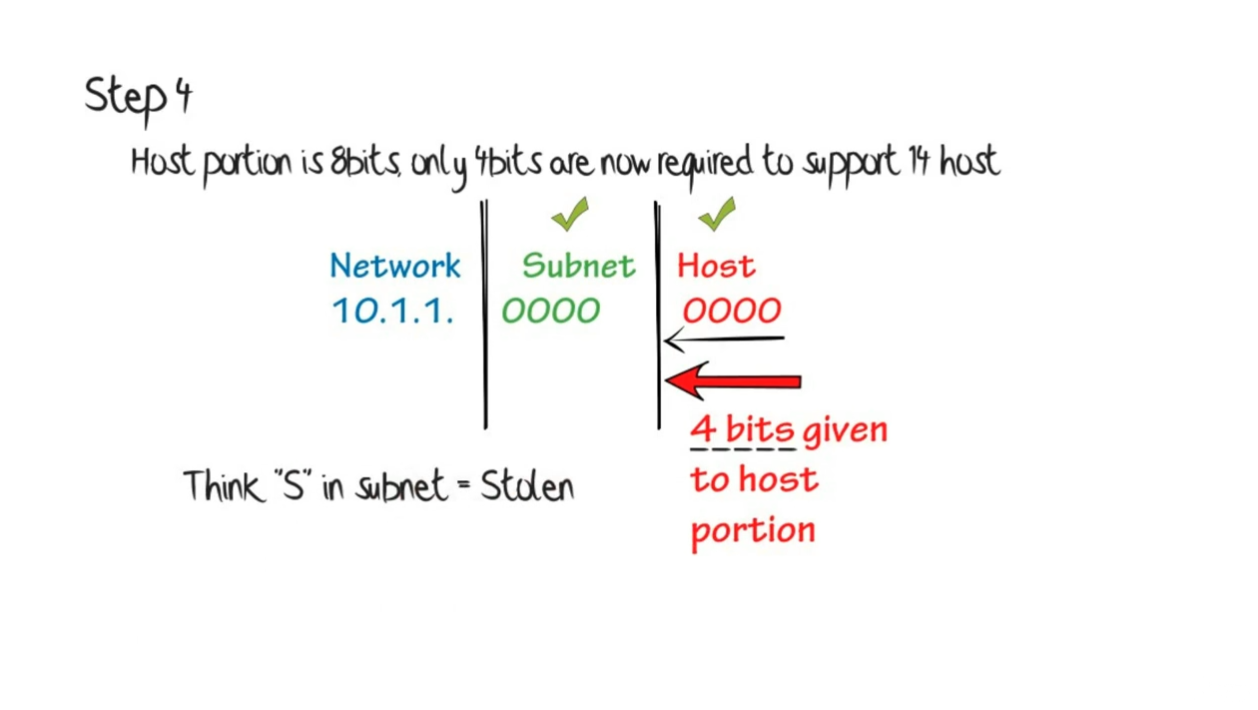 Step 4
Host portion is 8bits, only 4bits are now required to support 14 host
Network Subnet Host
10.1.1. 0000 0000
4 bits given
to host
portion
Think "S" in subnet = Stolen